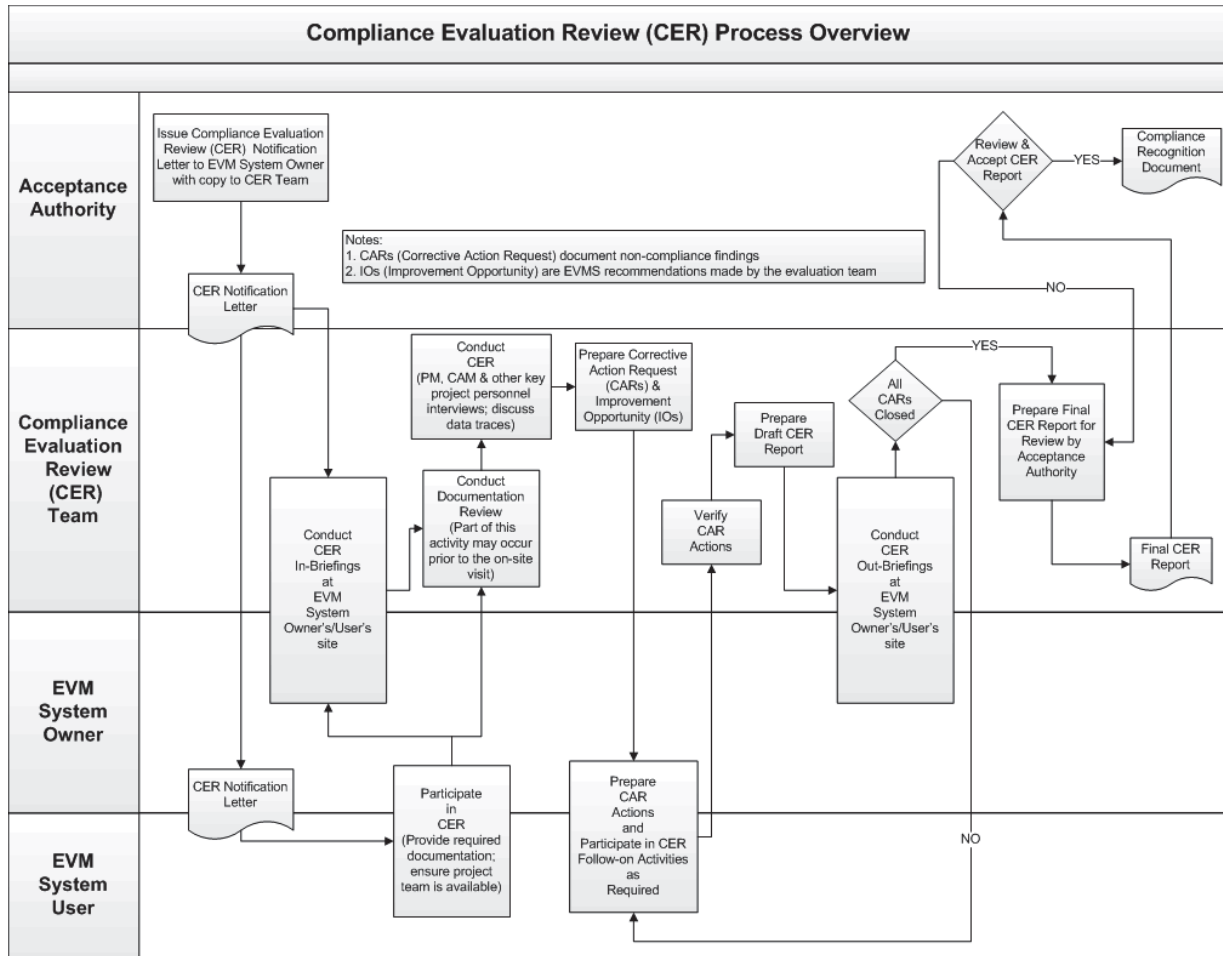 Compliance Evaluation Review (CER) Process Overview
Acceptance
Authority
Issue Compliance Evaluation
Review (CER) Notification
Letter to EVM System Owner
with copy to CER Team
CER Notification
Letter
Notes:
1. CARs (Corrective Action Request) document non-compliance findings
2. IOs (Improvement Opportunity) are EVMS recommendations made by the evaluation team
Review &
Accept CER
Report
YES
Compliance
Recognition
Document
NO
Compliance
Evaluation
Review
(CER)
Team
Conduct
CER
In-Briefings
at
EVM
System
Owner's/User's
site
Conduct
CER
(PM, CAM & other key
project personnel
interviews; discuss
data traces)
Conduct
Documentation
Review
(Part of this
activity may occur
prior to the on-site
visit)
Prepare Corrective
Action Request
(CARs) &
Improvement
Opportunity (IOs)
Verify
CAR
Actions
Prepare
Draft CER
Report
Conduct
CER
Out-Briefings
at
EVM
System
Owner's/User's
site
All
CARs
Closed
YES
Prepare Final
CER Report for
Review by
Acceptance
Authority
Final CER
Report
EVM
System
Owner
CER Notification
Letter
Participate
in
CER
(Provide required
documentation;
ensure project
team is available)
Prepare
CAR
Actions
and
Participate in CER
Follow-on Activities
as
Required
NO
EVM
System
User